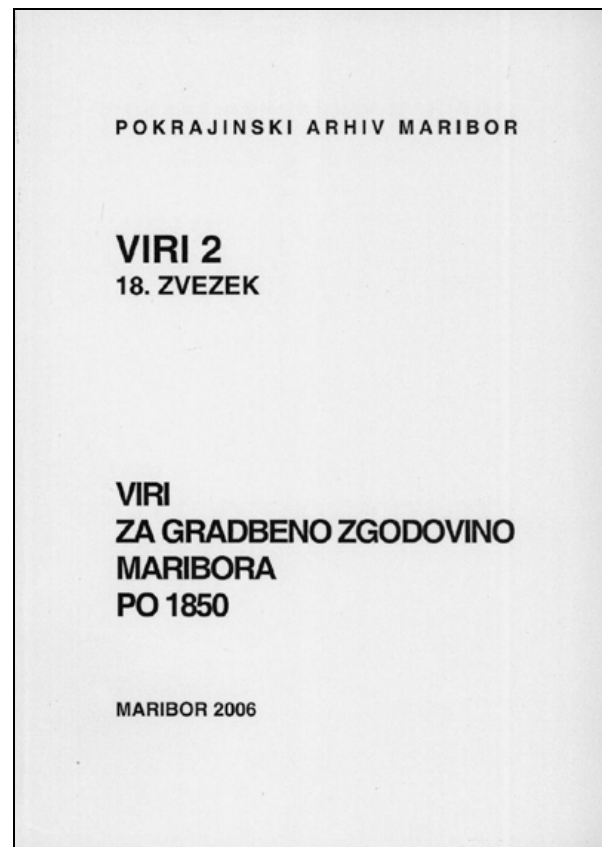 POKRAJINSKI ARHIV MARIBOR
VIRI 2
18. ZVEZEK
VIRI
ZA GRADBENO ZGODOVINO
MARIBORA
PO 1850
MARIBOR 2006